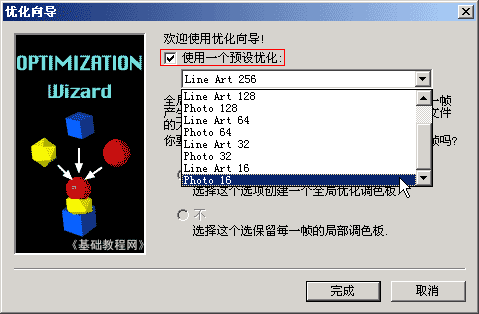 优化向导
OPTIMIZATION
Wizard
《基础教程网》
欢迎使用优化向导!
使用一个预设优化:
Line Art 256
Line Art 128
Photo 128
Line Art 64
Photo 64
Line Art 32
Photo 32
Line Art 16
Photo 16
全局
一帧
产生
文件
的大
你要
帧吗?
选择这个选项创建一个全局优化调色板
不
选择这个选保留每一帧的局部调色板.
完成
取消